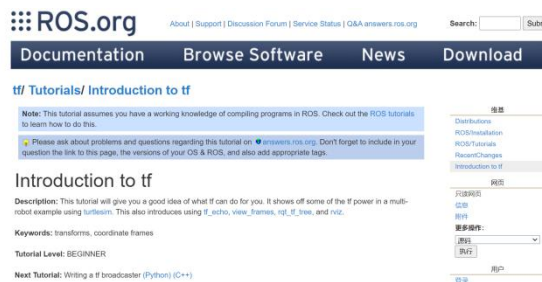 ROS.org
About | Support | Discussion Forum | Service Status | Q&A answers.ros.org
Search:
Documentation
Browse Software
News
Download
tf/ Tutorials/ Introduction to tf
Note: This tutorial assumes you have a working knowledge of compiling programs in ROS. Check out the ROS tutorials
to learn how to do this.
Please ask about problems and questions regarding this tutorial on answers.ros.org. Don't forget to include in your
question the link to this page, the versions of your OS & ROS, and also add appropriate tags.
Introduction to tf
Description: This tutorial will give you a good idea of what tf can do for you. It shows off some of the tf power in a multi-
robot example using turtlesim. This also introduces using tf_echo, view_frames, rqt_tf_tree, and rviz.
Keywords: transforms, coordinate frames
Tutorial Level: BEGINNER
Next Tutorial: Writing a tf broadcaster (Python) (C++)
维基
Distributions
ROS/Installation
ROS/Tutorials
RecentChanges
Introduction to tf
网页
只读网页
信息
附件
更多操作:
源码
执行
用户
登录